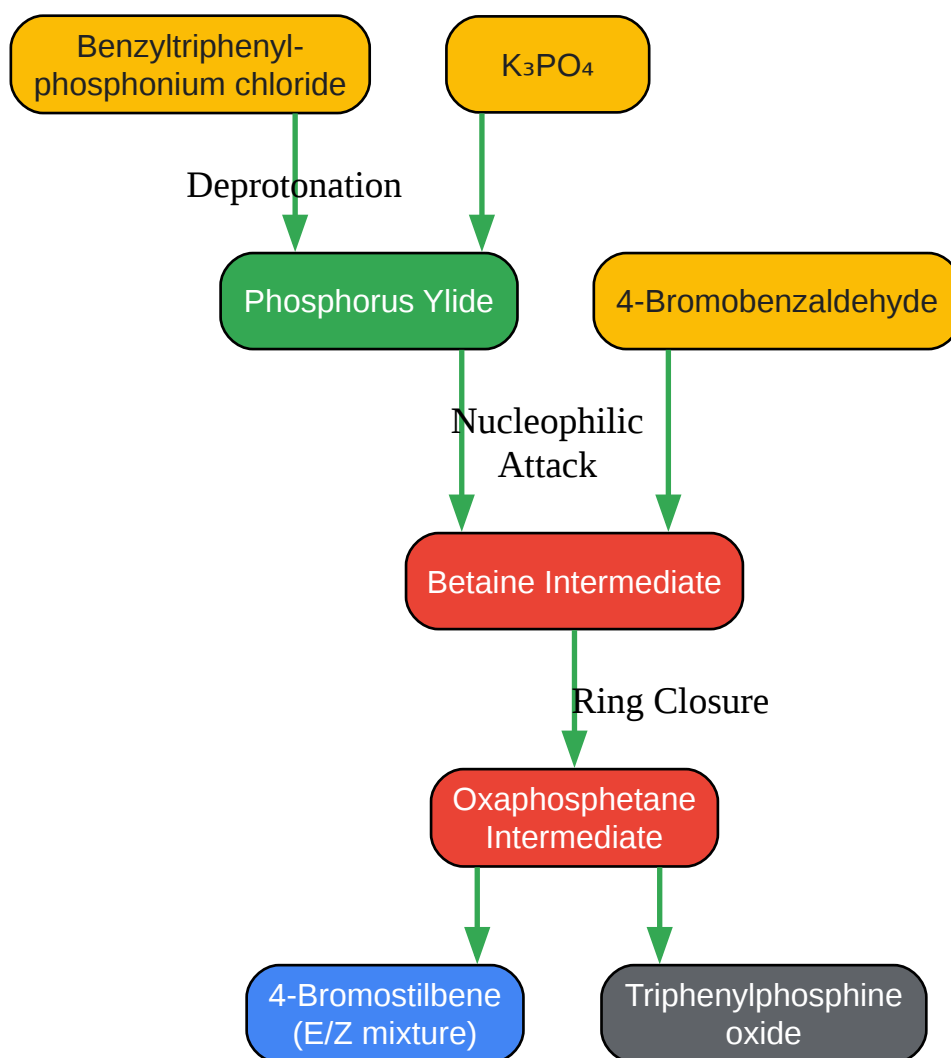 Benzyltriphenyl-
phosphonium chloride
K₃PO₄
Deprotonation
Phosphorus Ylide
4-Bromobenzaldehyde
Nucleophilic
Attack
Betaine Intermediate
Ring Closure
Oxaphosphetane
Intermediate
4-Bromostilbene
(E/Z mixture)
Triphenylphosphine
oxide